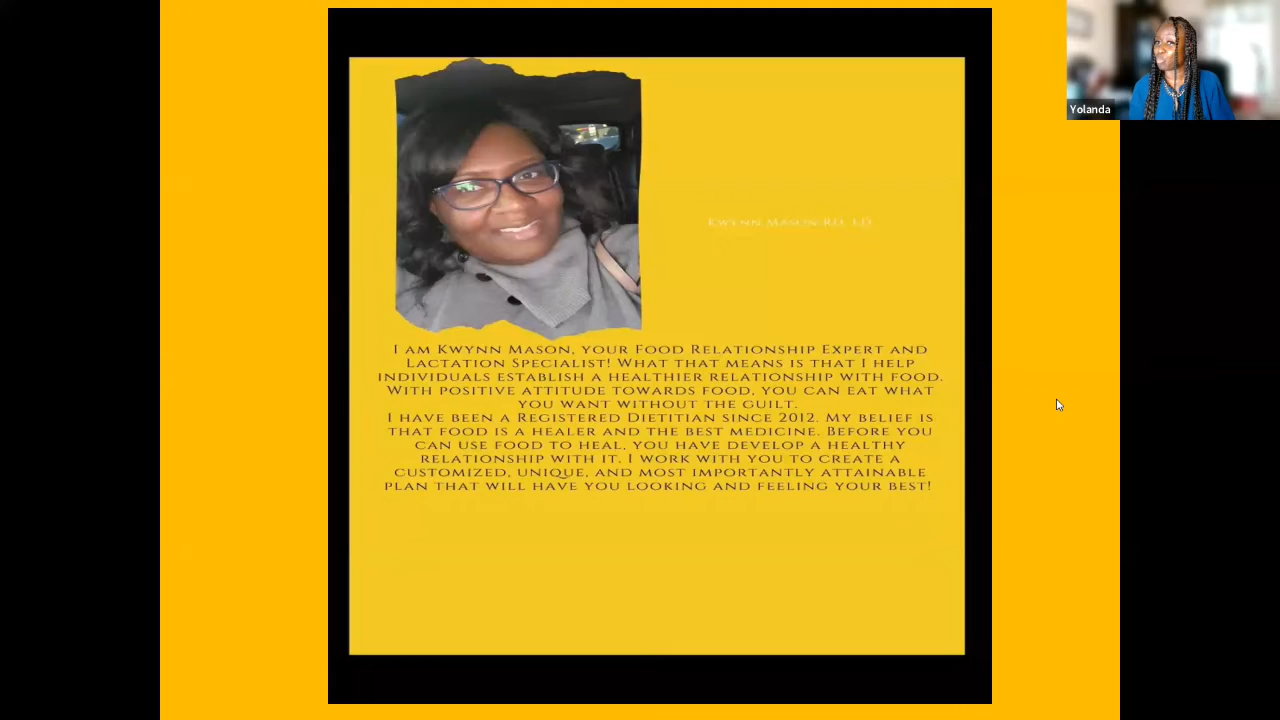 Yolanda
Kwynn Mason RD, LD
I am Kwynn Mason, your Food Relationship Expert and
Lactation Specialist! What that means is that I help
individuals establish a healthier relationship with food.
With positive attitude towards food, you can eat what
you want without the guilt.
I have been a Registered Dietitian since 2012. My belief is
that food is a healer and the best medicine. Before you
can use food to heal, you have develop a healthy
relationship with it. I work with you to create a
customized, unique, and most importantly attainable
plan that will have you looking and feeling your best!